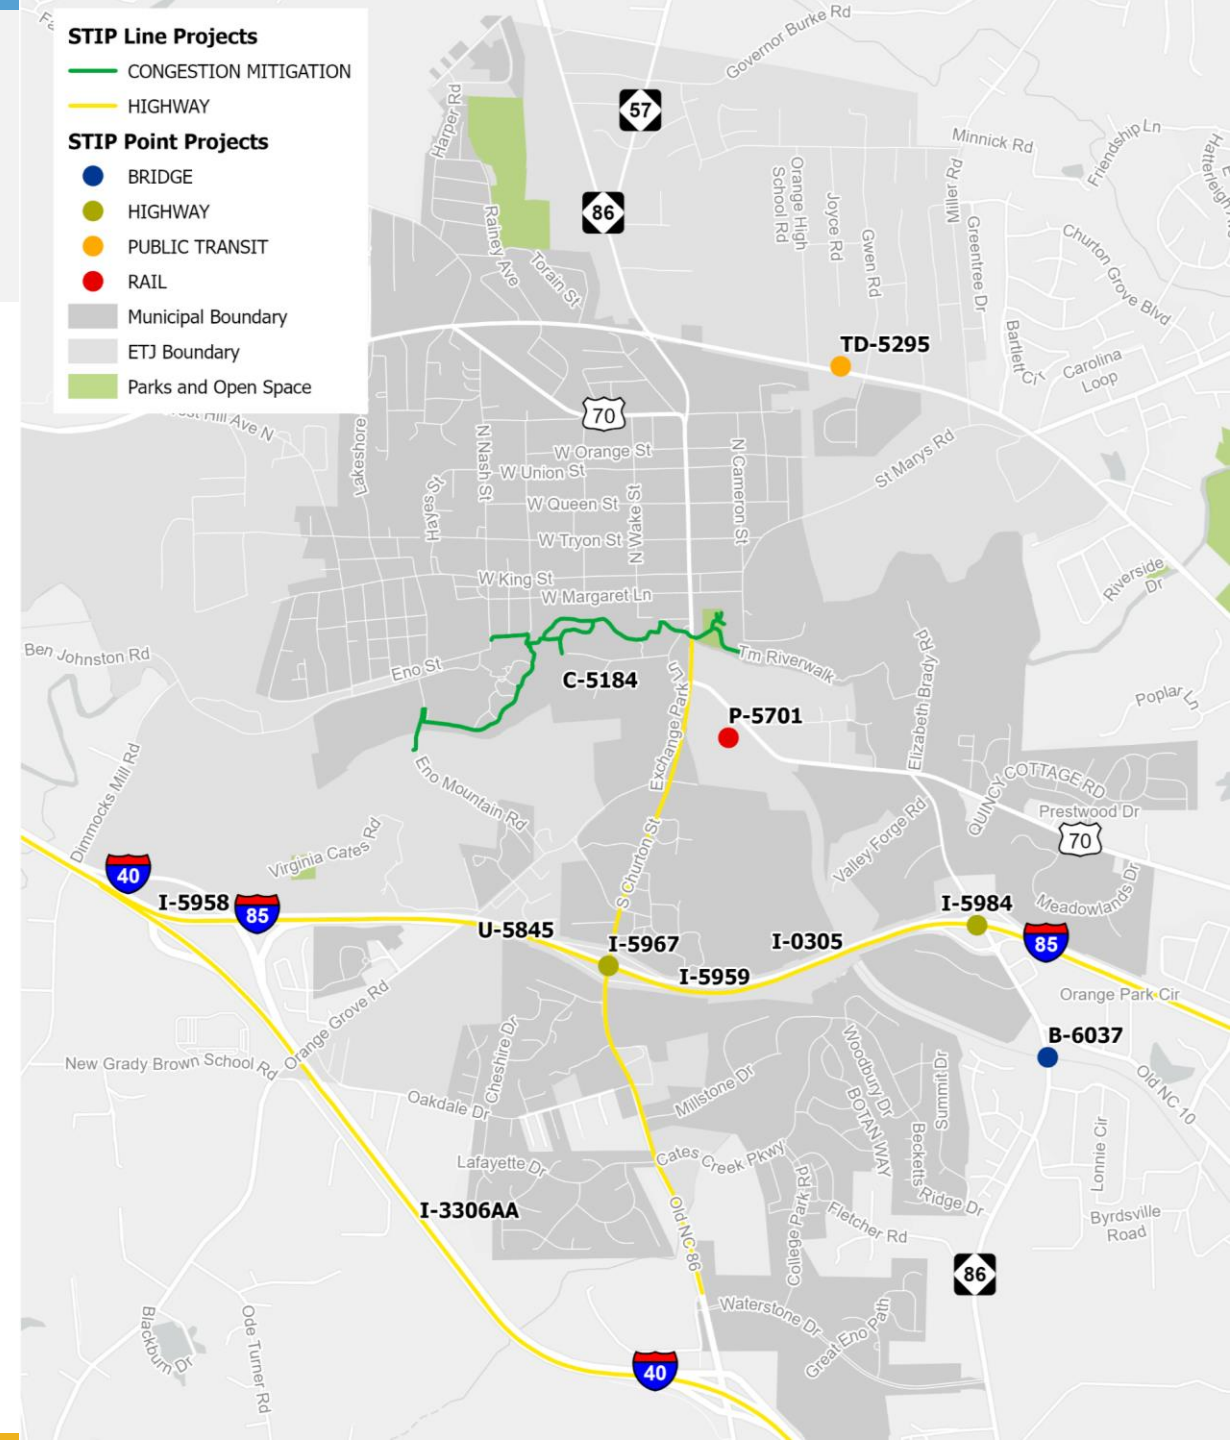 STIP Line Projects
CONGESTION MITIGATION
HIGHWAY
STIP Point Projects
BRIDGE
HIGHWAY
PUBLIC TRANSIT
RAIL
Municipal Boundary
ETJ Boundary
Parks and Open Space
Governor Burke Rd
57
Harper Rd
Minnick Rd
Friendship Ln
86
Orange High
School Rd
Joyce Rd
Miller Rd
Gwen Rd
Greentree Dr
Churton Grove Blvd
Rainey Ave
Torain St
Bartlett Cir
Carolina
Loop
TD-5295
70
Hill Ave N
Lakeshore
N Nash St
W Orange St
W Union St
N Cameron St
St Marys Rd
Hayes St
W Queen St
N Wake St
W Tryon St
W King St
W Margaret Ln
Riverside
Dr
Ben Johnston Rd
Eno St
Tm Riverwalk
Elizabeth Brady Rd
Poplar Ln
C-5184
Exchange Park Ln
P-5701
Dimmocks Mill Rd
Eno Mountain Rd
QUINCY COTTAGE RD
Prestwood Dr
70
Virginia Cates Rd
S Churton St
Valley Forge Rd
Meadowlands Dr
40
I-5958
85
U-5845
I-5967
I-0305
I-5984
85
I-5959
Orange Park Cir
Orange Grove Rd
B-6037
New Grady Brown School Rd
Cheshire Dr
Oakdale Dr
Millstone Dr
Woodbury Dr
BOTAN WAY
Summit Dr
Becketts
Ridge Dr
Old NC 10
Lonnie Cir
Lafayette Dr
Cates Creek Pkwy
College Park Rd
Fletcher Rd
Byrdsville
Road
I-3306AA
Old NC 86
86
Waterstone Dr
Great Eno Path
Blackburn Dr
Ode Turner Rd
40